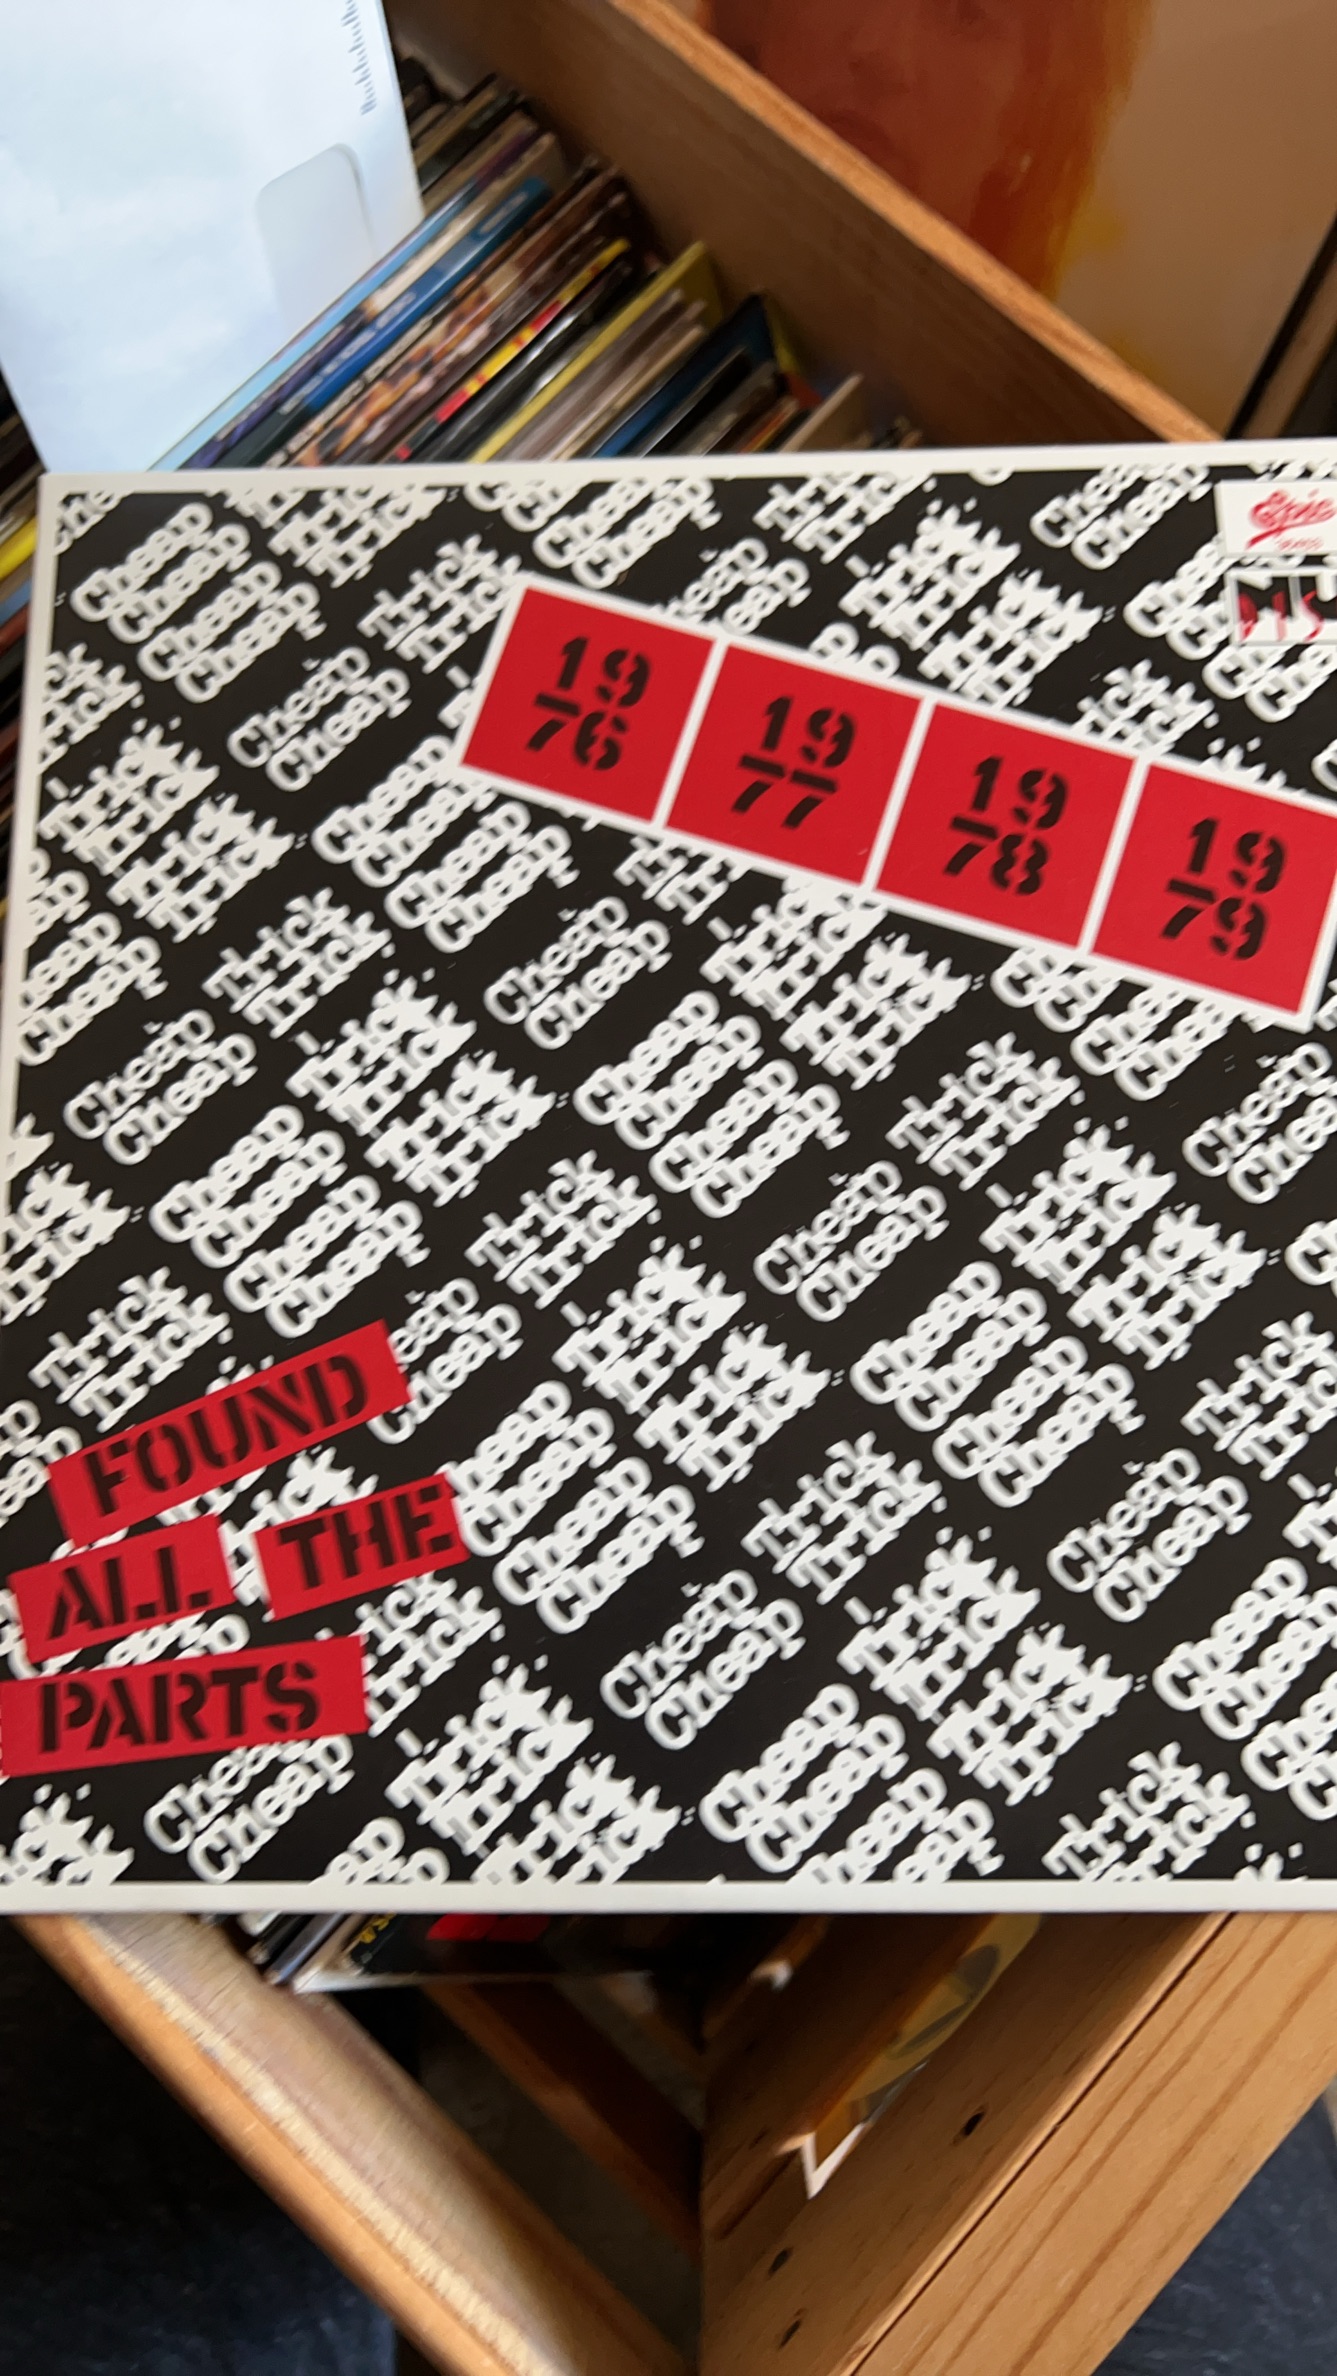 Epic
19 19 19 19
76 77 78 79
Cheap Trick
FOUND
ALL THE
PARTS